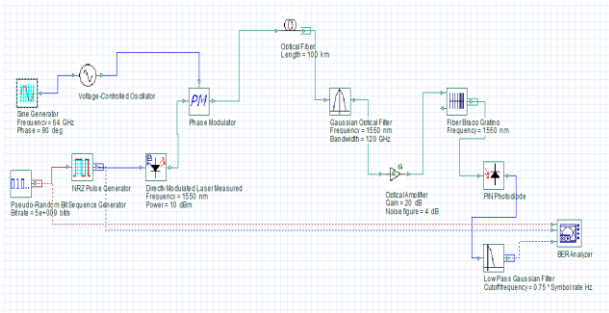 Optical Fiber
Length = 100 km
Voltage-Controlled Oscillator
Sine Generator
Frequency = 64 GHz
Phase = 90 deg
PM
Phase Modulator
Gaussian Optical Filter
Frequency = 1550 nm
Bandwidth = 120 GHz
Fiber Bragg Grating
Frequency = 1550 nm
NRZ Pulse Generator
Directly Modulated Laser Measured
Frequency = 1550 nm
Power = 10 dBm
G
Optical Amplifier
Gain = 20 dB
Noise figure = 4 dB
PIN Photodiode
Pseudo-Random Bit Sequence Generator
Bitrate = 5e+009 bit/s
BER Analyzer
Low Pass Gaussian Filter
Cutoff frequency = 0.75 * Symbol rate Hz